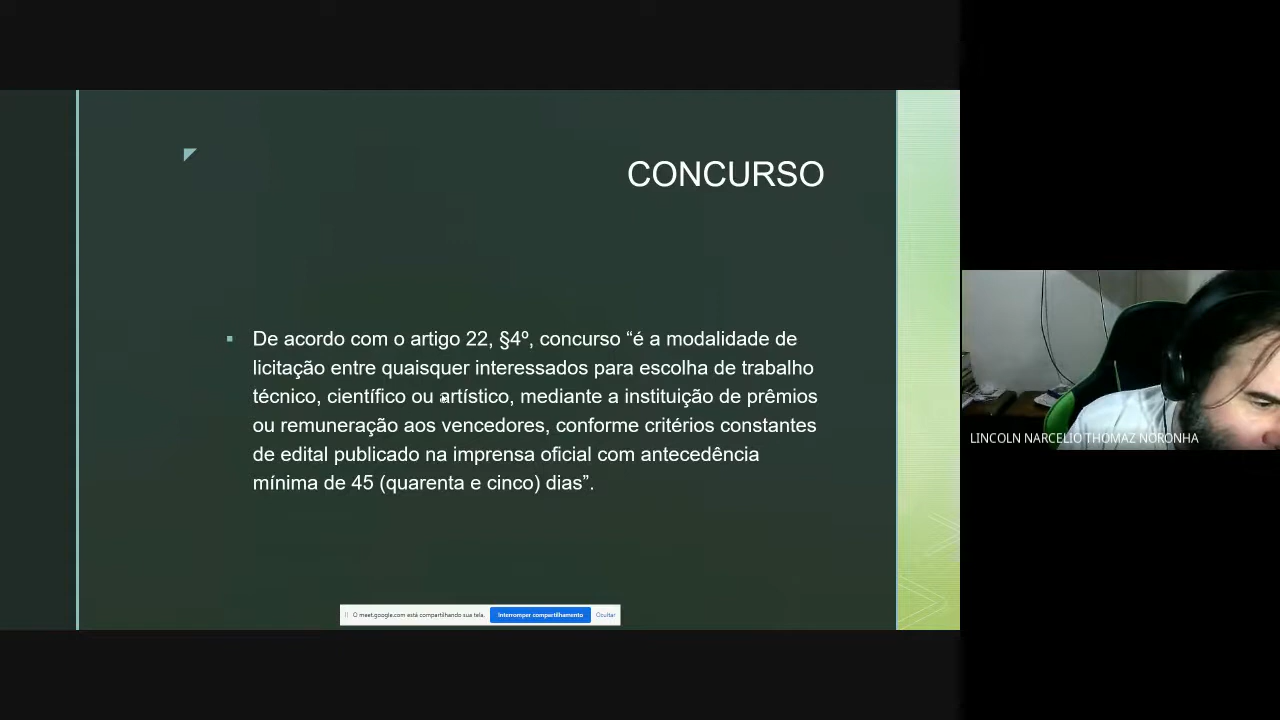 CONCURSO
De acordo com o artigo 22, §4º, concurso “é a modalidade de
licitação entre quaisquer interessados para escolha de trabalho
técnico, científico ou artístico, mediante a instituição de prêmios
ou remuneração aos vencedores, conforme critérios constantes
de edital publicado na imprensa oficial com antecedência
mínima de 45 (quarenta e cinco) dias”.
O meet.google.com está compartilhando sua tela.
Interromper compartilhamento
Ocultar
LINCOLN NARCELIO THOMAZ NORONHA